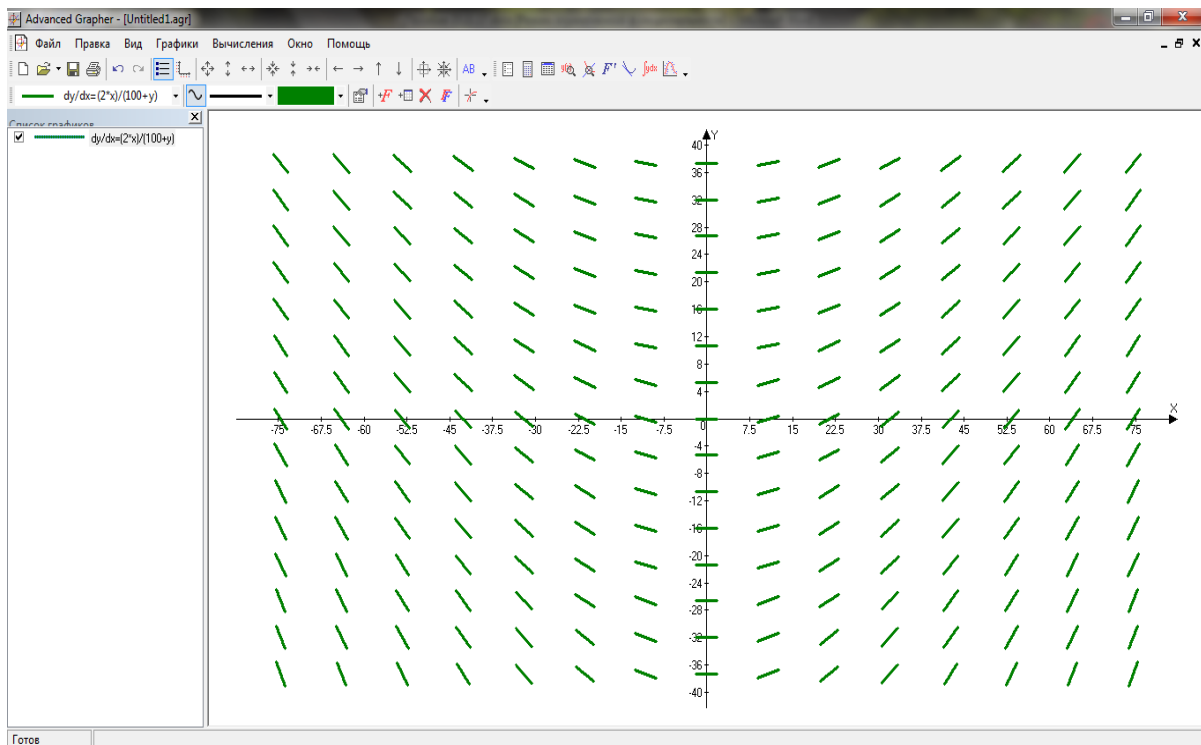 Advanced Grapher - [Untitled1.agr]
Файл Правка Вид Графики Вычисления Окно Помощь
AB F' ∫ydx
dy/dx=(2*x)/(100+y) +F F
Список графиков
dy/dx=(2*x)/(100+y)
Y
40
36
32
28
24
20
16
12
8
4
X
-75 -67.5 -60 -52.5 -45 -37.5 -30 -22.5 -15 -7.5 0 7.5 15 22.5 30 37.5 45 52.5 60 67.5 75
-4
-8
-12
-16
-20
-24
-28
-32
-36
-40
Готов